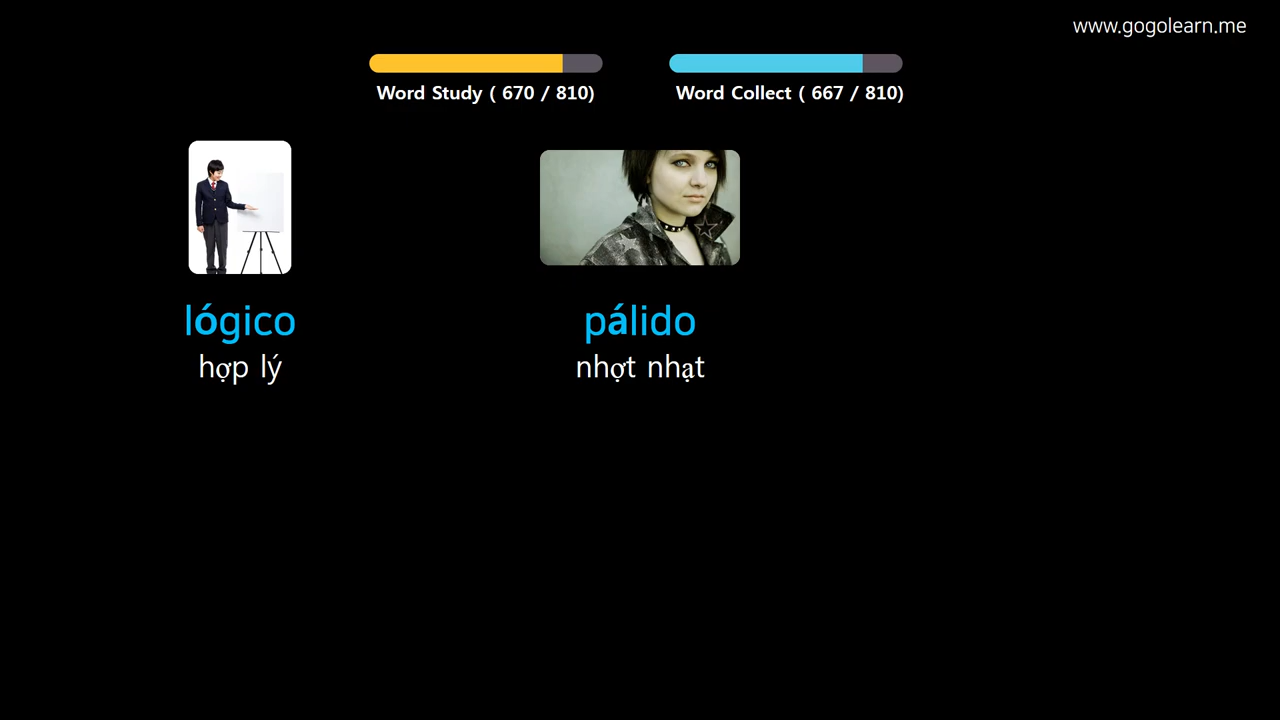 www.gogolearn.me
Word Study ( 670 / 810)
Word Collect ( 667 / 810)
lógico
hợp lý
pálido
nhợt nhạt